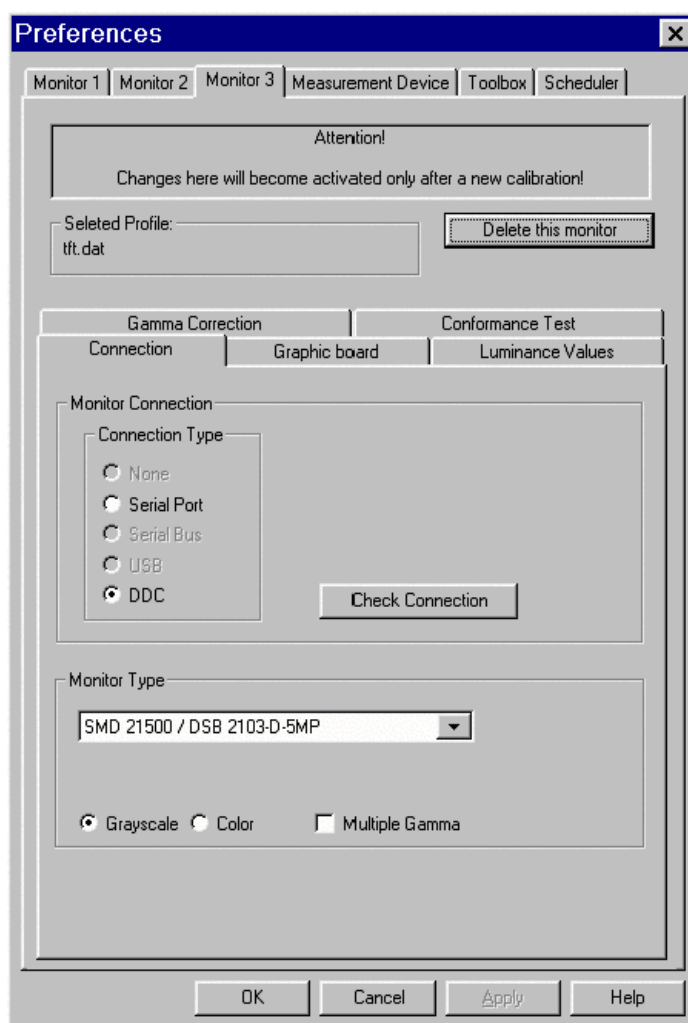 Preferences
Monitor 1 Monitor 2 Monitor 3 Measurement Device Toolbox Scheduler
Attention!
Changes here will become activated only after a new calibration!
Seleted Profile:
tft.dat
Delete this monitor
Gamma Correction Conformance Test
Connection Graphic board Luminance Values
Monitor Connection
Connection Type
None
Serial Port
Serial Bus
USB
DDC
Check Connection
Monitor Type
SMD 21500 / DSB 2103-D-5MP
Grayscale Color Multiple Gamma
OK Cancel Apply Help